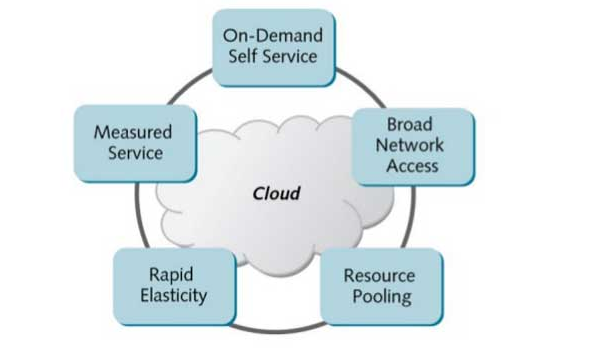 On-Demand
Self Service
Broad
Network
Access
Measured
Service
Cloud
Rapid
Elasticity
Resource
Pooling